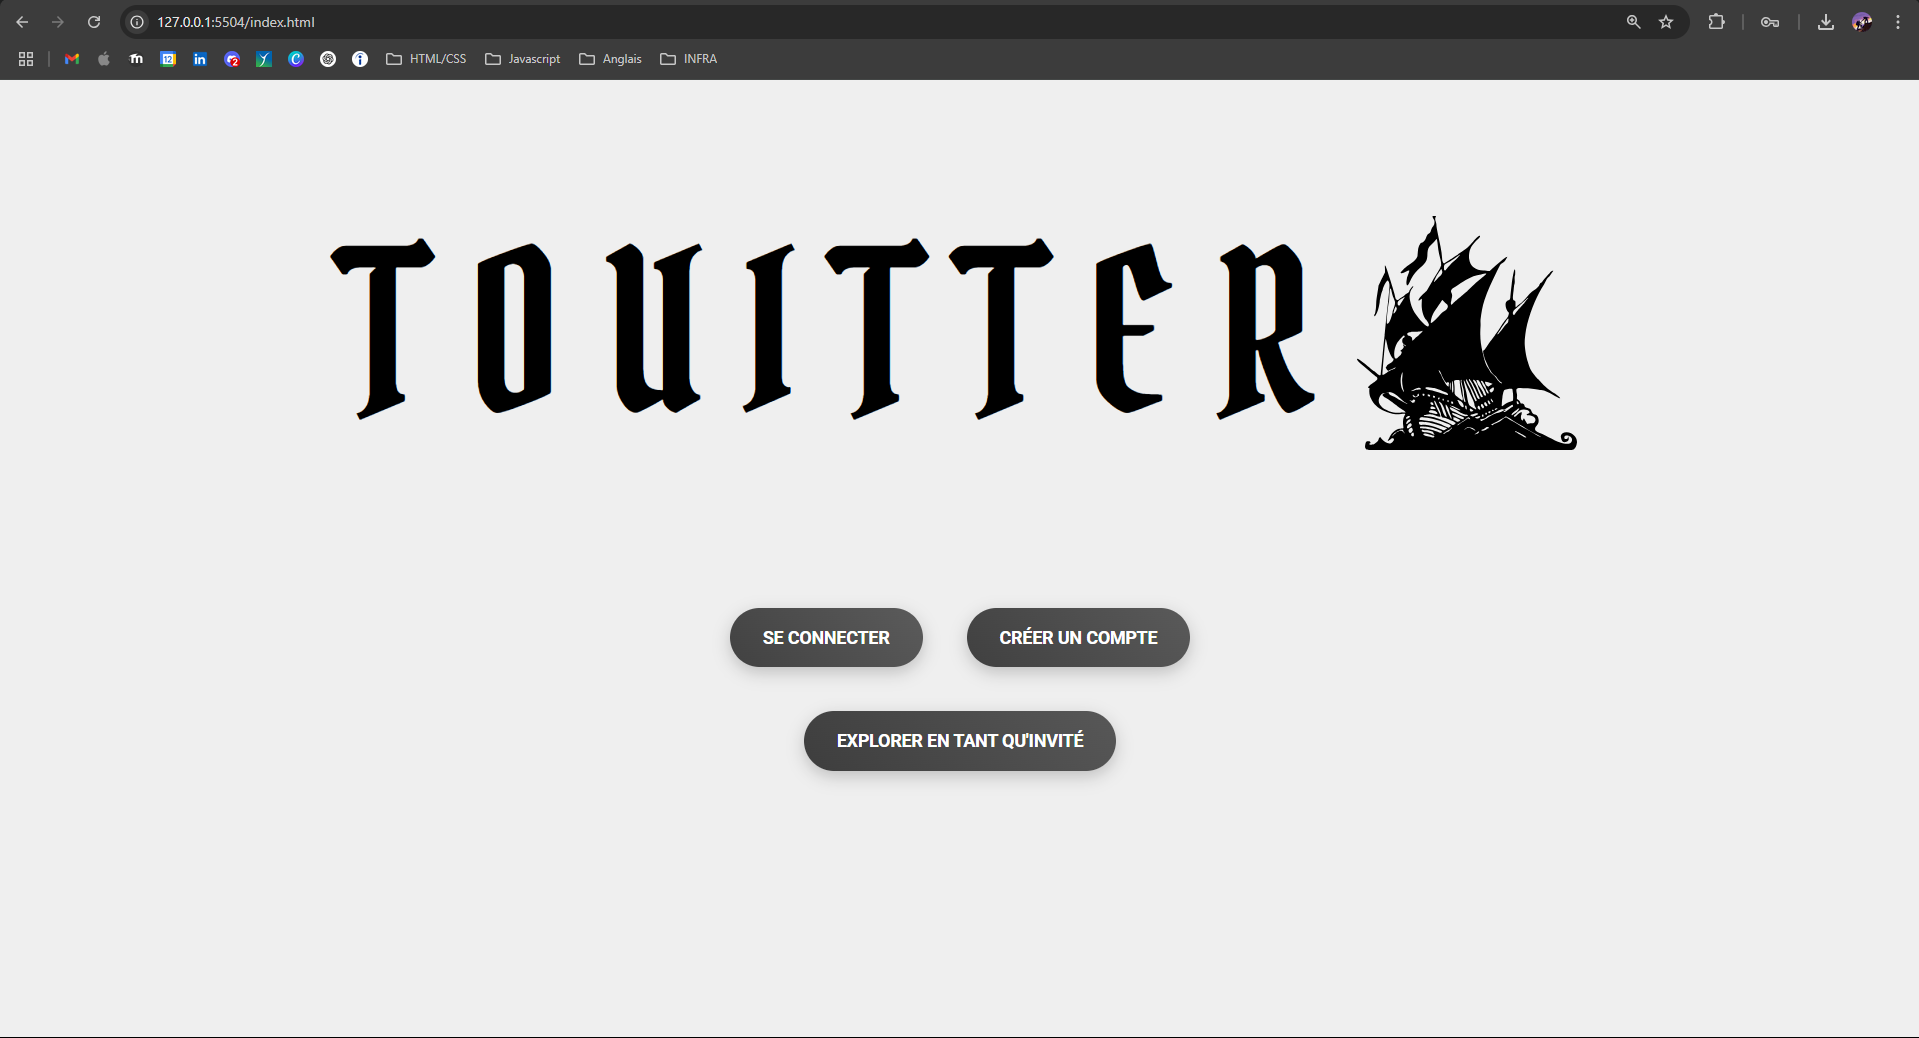 127.0.0.1:5504/index.html
HTML/CSS Javascript Anglais INFRA
TOUITTER
SE CONNECTER CRÉER UN COMPTE
EXPLORER EN TANT QU'INVITÉ